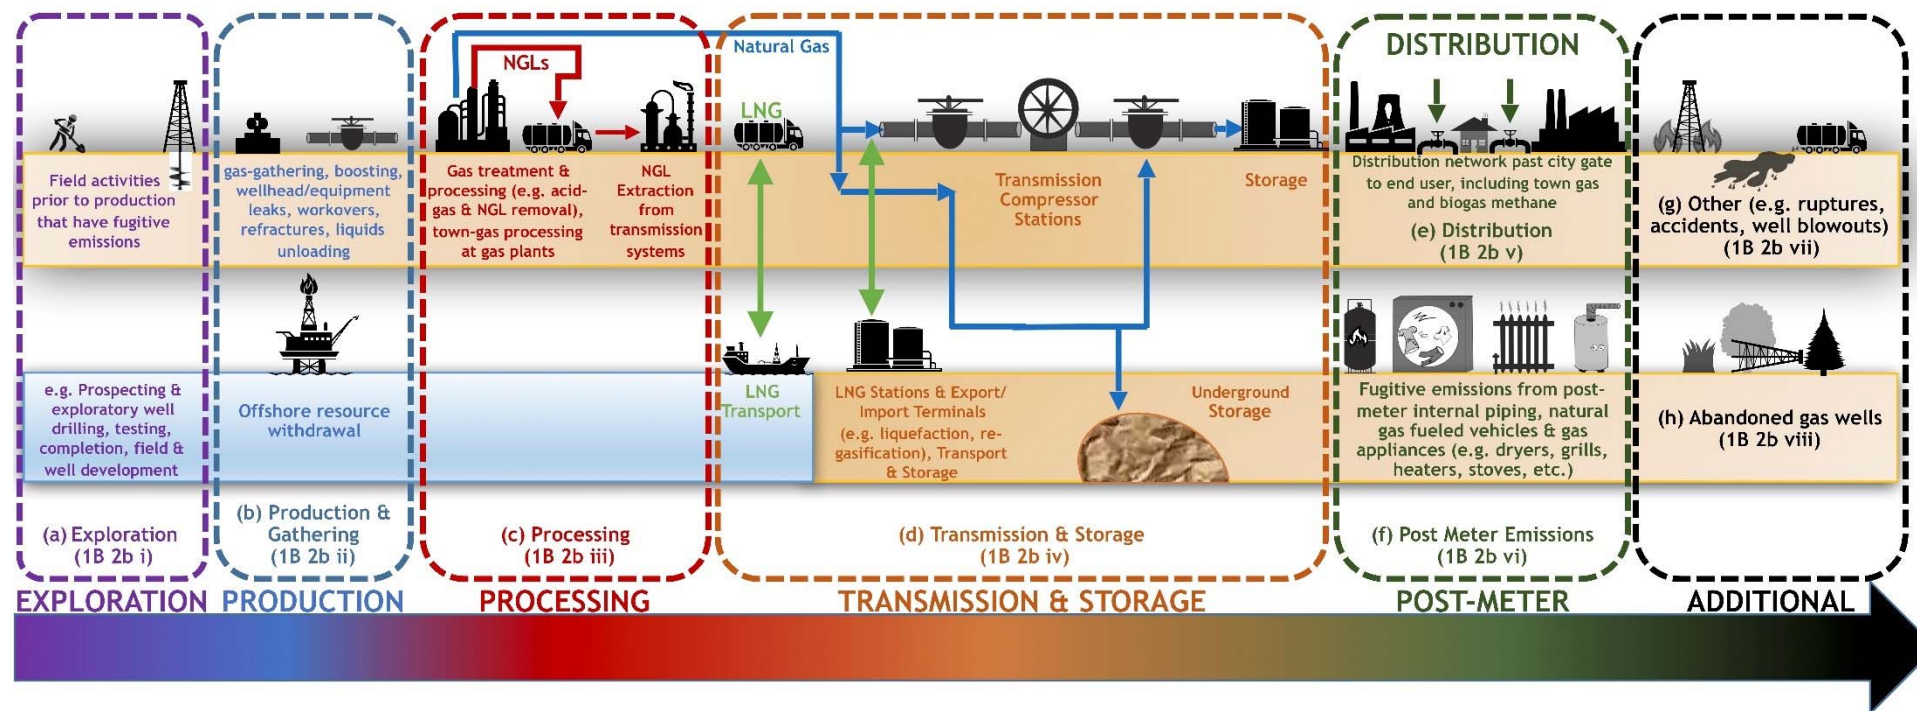 Field activities
prior to production
that have fugitive
emissions
e.g. Prospecting &
exploratory well
drilling, testing,
completion, field &
well development
(a) Exploration
(1B 2b i)
EXPLORATION
gas-gathering, boosting,
wellhead/equipment
leaks, workovers,
refractures, liquids
unloading
Offshore resource
withdrawal
(b) Production &
Gathering
(1B 2b ii)
PRODUCTION
NGLs
Gas treatment &
processing (e.g. acid-
gas & NGL removal),
town-gas processing
at gas plants
NGL
Extraction
from
transmission
systems
(c) Processing
(1B 2b iii)
PROCESSING
Natural Gas
LNG
Transmission
Compressor
Stations
Storage
LNG
Transport
LNG Stations & Export/
Import Terminals
(e.g. liquefaction, re-
gasification), Transport
& Storage
Underground
Storage
(d) Transmission & Storage
(1B 2b iv)
TRANSMISSION & STORAGE
DISTRIBUTION
Distribution network past city gate
to end user, including town gas
and biogas methane
(e) Distribution
(1B 2b v)
Fugitive emissions from post-
meter internal piping, natural
gas fueled vehicles & gas
appliances (e.g. dryers, grills,
heaters, stoves, etc.)
(f) Post Meter Emissions
(1B 2b vi)
POST-METER
(g) Other (e.g. ruptures,
accidents, well blowouts)
(1B 2b vii)
(h) Abandoned gas wells
(1B 2b viii)
ADDITIONAL